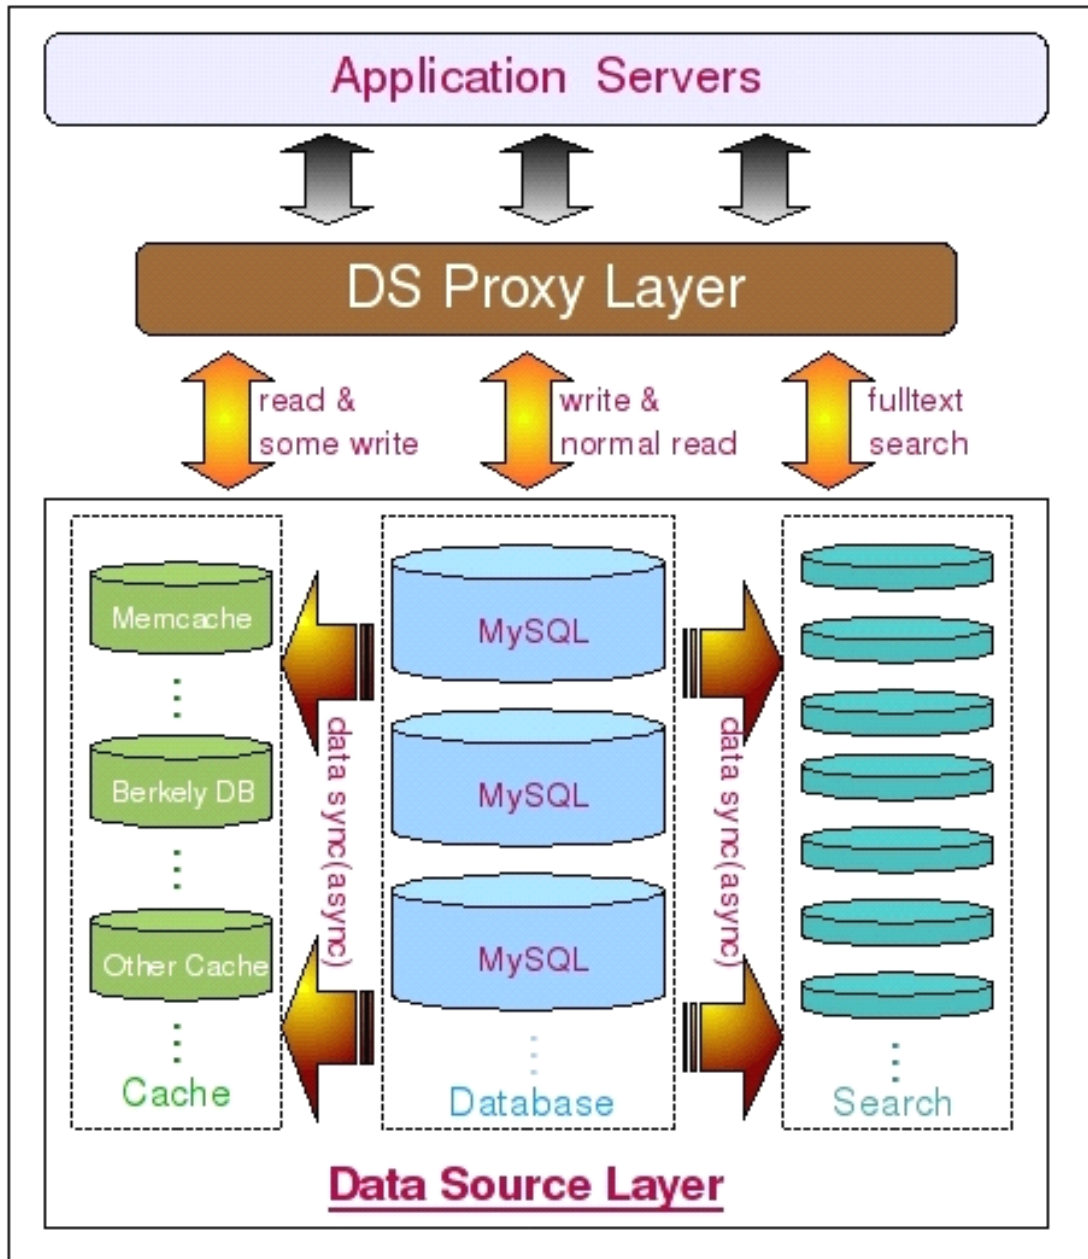 Application Servers
DS Proxy Layer
read &
some write
write &
normal read
fulltext
search
Memcache
Berkely DB
Other Cache
Cache
data sync(async)
MySQL
MySQL
MySQL
Database
data sync(async)
Search
Data Source Layer